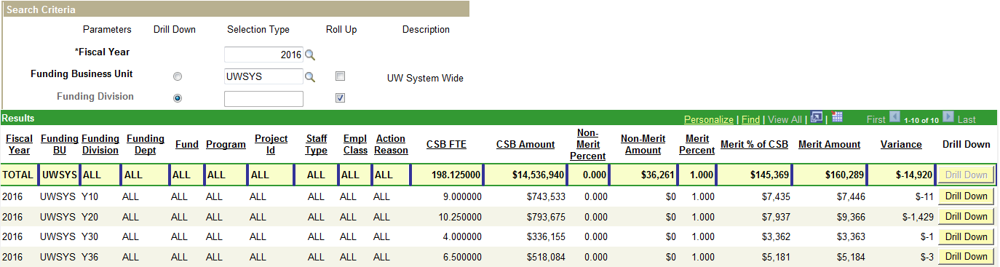 Search Criteria
Parameters Drill Down Selection Type Roll Up Description
*Fiscal Year 2016
Funding Business Unit UWSYS UW System Wide
Funding Division
Results Personalize | Find | View All | | First 1-10 of 10 Last
Fiscal Year Funding BU Funding Division Funding Dept Fund Program Project Id Staff Type Empl Class Action Reason CSB FTE CSB Amount Non-Merit Percent Non-Merit Amount Merit Percent Merit % of CSB Merit Amount Variance Drill Down
TOTAL UWSYS ALL ALL ALL ALL ALL ALL ALL ALL 198.125000 $14,536,940 0.000 $36,261 1.000 $145,369 $160,289 $-14,920 Drill Down
2016 UWSYS Y10 ALL ALL ALL ALL ALL ALL ALL 9.000000 $743,533 0.000 $0 1.000 $7,435 $7,446 $-11 Drill Down
2016 UWSYS Y20 ALL ALL ALL ALL ALL ALL ALL 10.250000 $793,675 0.000 $0 1.000 $7,937 $9,366 $-1,429 Drill Down
2016 UWSYS Y30 ALL ALL ALL ALL ALL ALL ALL 4.000000 $336,155 0.000 $0 1.000 $3,362 $3,363 $-1 Drill Down
2016 UWSYS Y36 ALL ALL ALL ALL ALL ALL ALL 6.500000 $518,084 0.000 $0 1.000 $5,181 $5,184 $-3 Drill Down